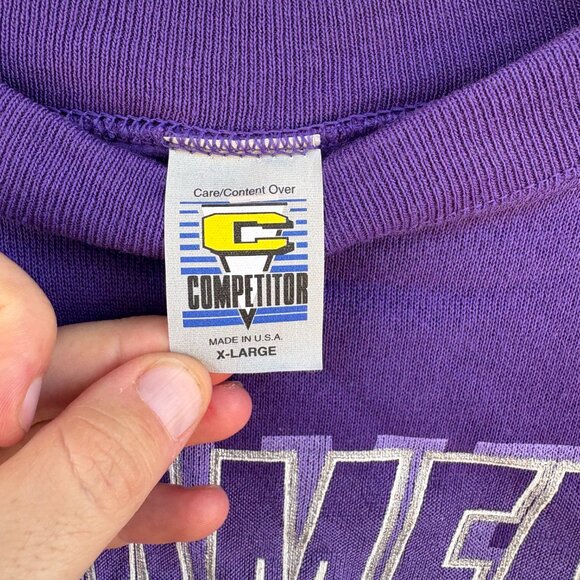 Care/Content Over
C
COMPETITOR
MADE IN U.S.A.
X-LARGE